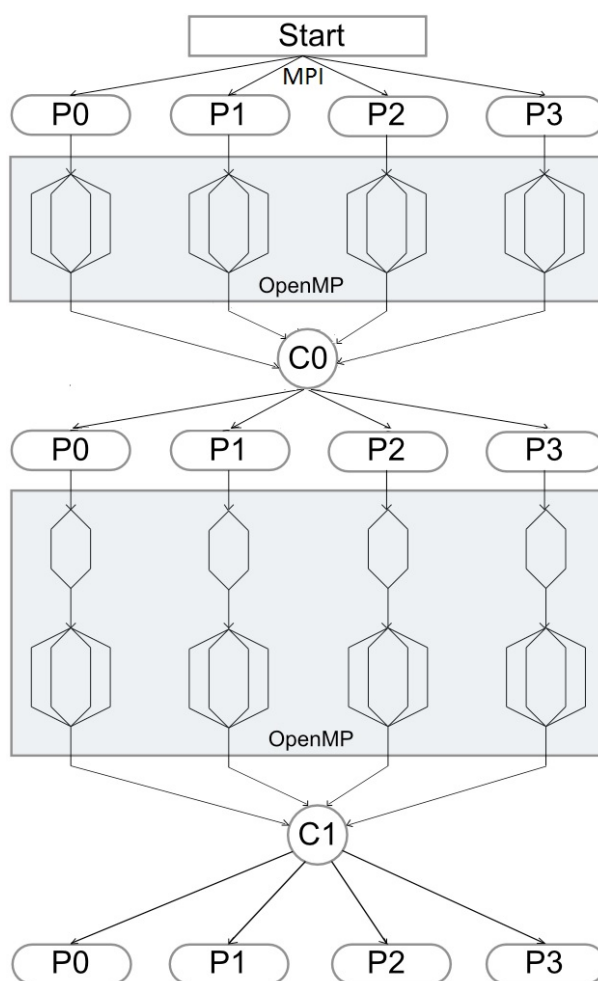 Start
MPI
P0 P1 P2 P3
OpenMP
C0
P0 P1 P2 P3
OpenMP
C1
P0 P1 P2 P3